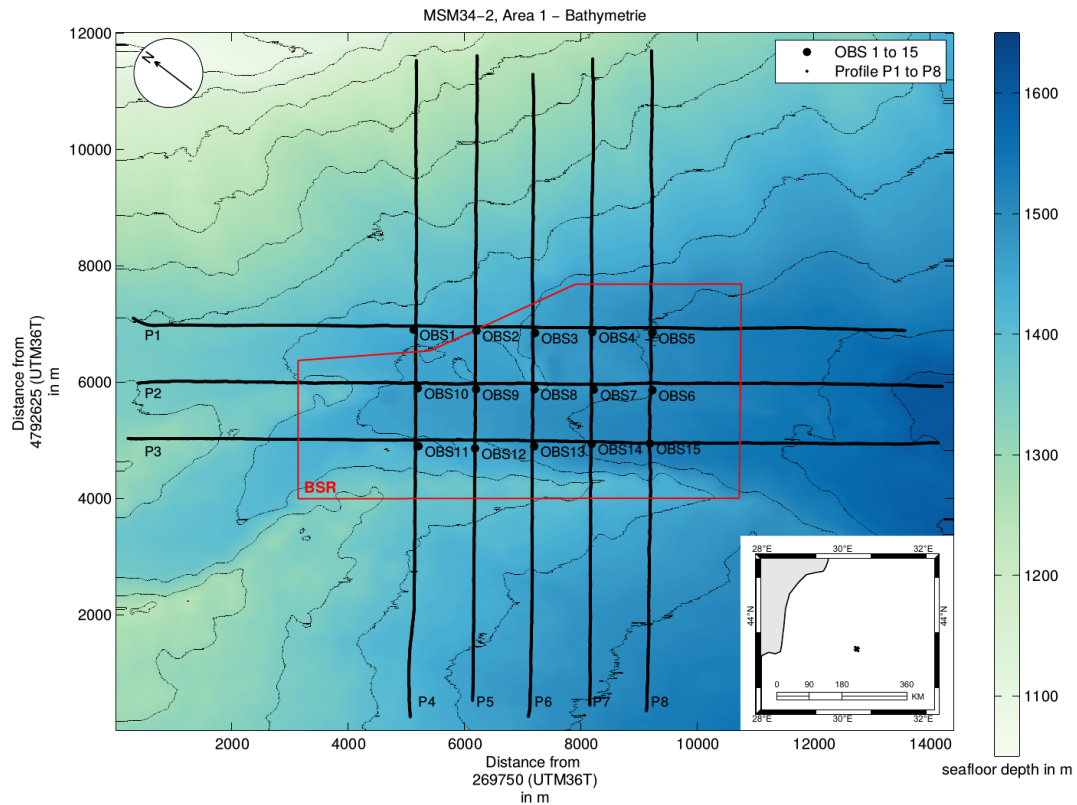 MSM34-2, Area 1 − Bathymetrie
N
OBS 1 to 15
Profile P1 to P8
12000
10000
8000
6000
4000
2000
Distance from
4792625 (UTM36T)
in m
P1
P2
P3
OBS1
OBS2
OBS3
OBS4
OBS5
OBS10
OBS9
OBS8
OBS7
OBS6
OBS11
OBS12
OBS13
OBS14
OBS15
BSR
P4
P5
P6
P7
P8
28°E
30°E
32°E
44°N
44°N
0
90
180
360
KM
28°E
30°E
32°E
2000
4000
6000
8000
10000
12000
14000
Distance from
269750 (UTM36T)
in m
1600
1500
1400
1300
1200
1100
seafloor depth in m